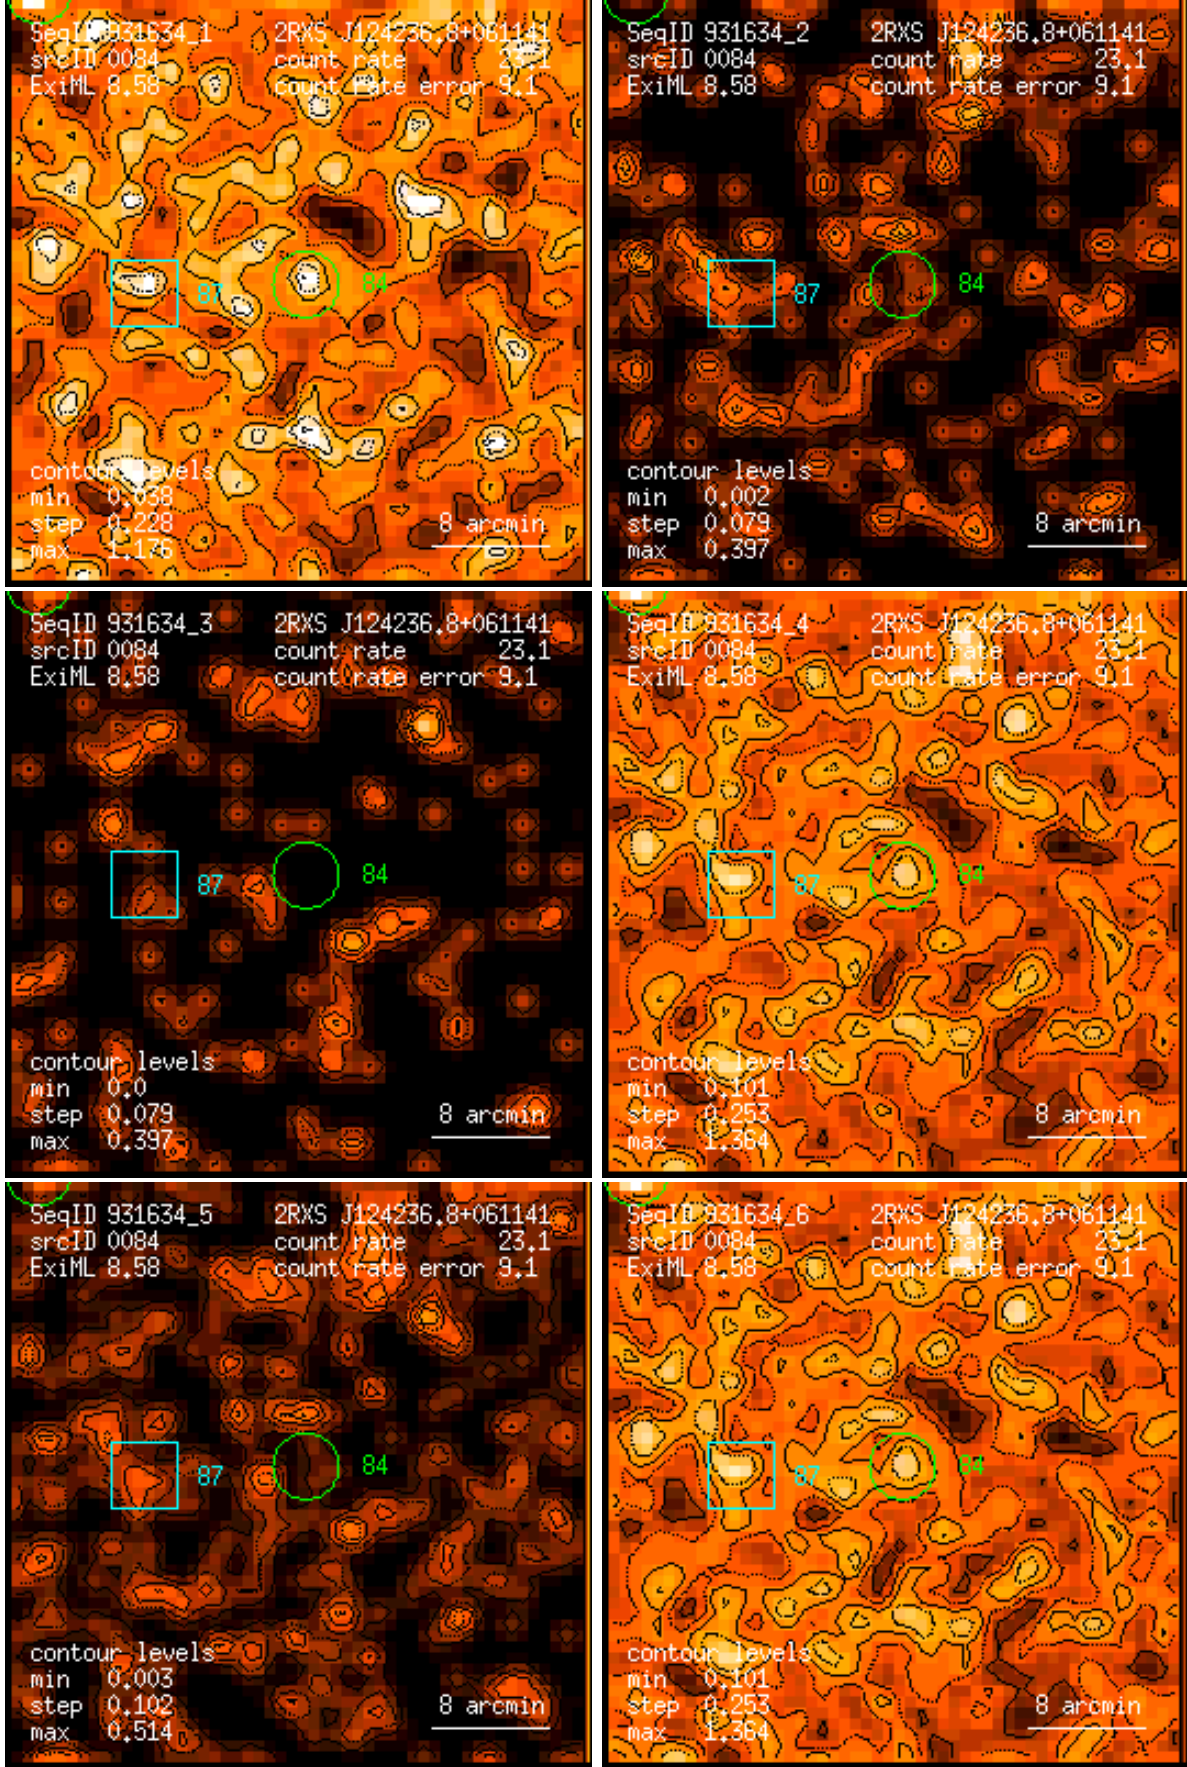 SeqID 931634_1 2RXS J124236.8+061141
srcID 0084 count rate 23.1
ExiML 8.58 count rate error 9.1
87 84
contour levels
min 0.038
step 0.228
max 1.176
8 arcmin
SeqID 931634_2 2RXS J124236.8+061141
srcID 0084 count rate 23.1
ExiML 8.58 count rate error 9.1
87 84
contour levels
min 0.002
step 0.079
max 0.397
8 arcmin
SeqID 931634_3 2RXS J124236.8+061141
srcID 0084 count rate 23.1
ExiML 8.58 count rate error 9.1
87 84
contour levels
min 0.0
step 0.079
max 0.397
8 arcmin
SeqID 931634_4 2RXS J124236.8+061141
srcID 0084 count rate 23.1
ExiML 8.58 count rate error 9.1
87 84
contour levels
min 0.101
step 0.253
max 1.364
8 arcmin
SeqID 931634_5 2RXS J124236.8+061141
srcID 0084 count rate 23.1
ExiML 8.58 count rate error 9.1
87 84
contour levels
min 0.003
step 0.102
max 0.514
8 arcmin
SeqID 931634_6 2RXS J124236.8+061141
srcID 0084 count rate 23.1
ExiML 8.58 count rate error 9.1
87 84
contour levels
min 0.101
step 0.253
max 1.364
8 arcmin